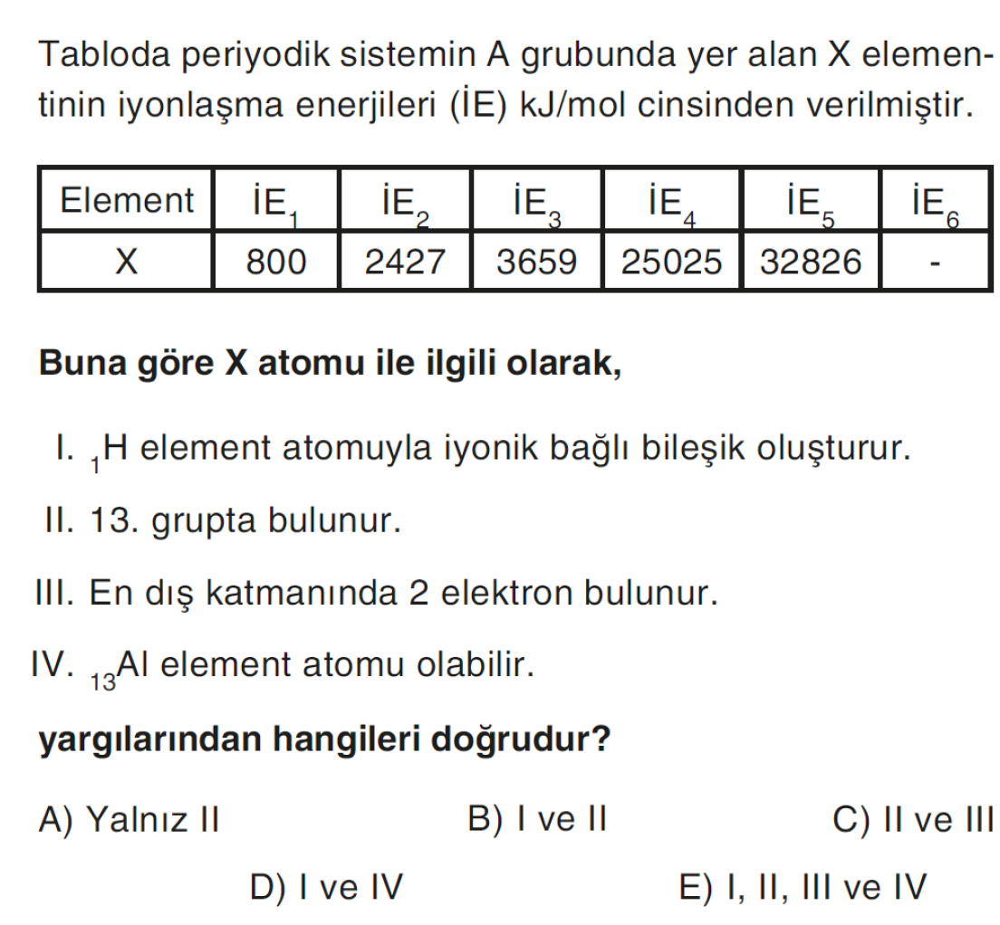 Tabloda periyodik sistemin A grubunda yer alan X elemen-
tinin iyonlaşma enerjileri (İE) kJ/mol cinsinden verilmiştir.
Element İE₁ İE₂ İE₃ İE₄ İE₅ İE₆
X 800 2427 3659 25025 32826 -
Buna göre X atomu ile ilgili olarak,
I. ₁H element atomuyla iyonik bağlı bileşik oluşturur.
II. 13. grupta bulunur.
III. En dış katmanında 2 elektron bulunur.
IV. ₁₃Al element atomu olabilir.
yargılarından hangileri doğrudur?
A) Yalnız II B) I ve II C) II ve III
D) I ve IV E) I, II, III ve IV